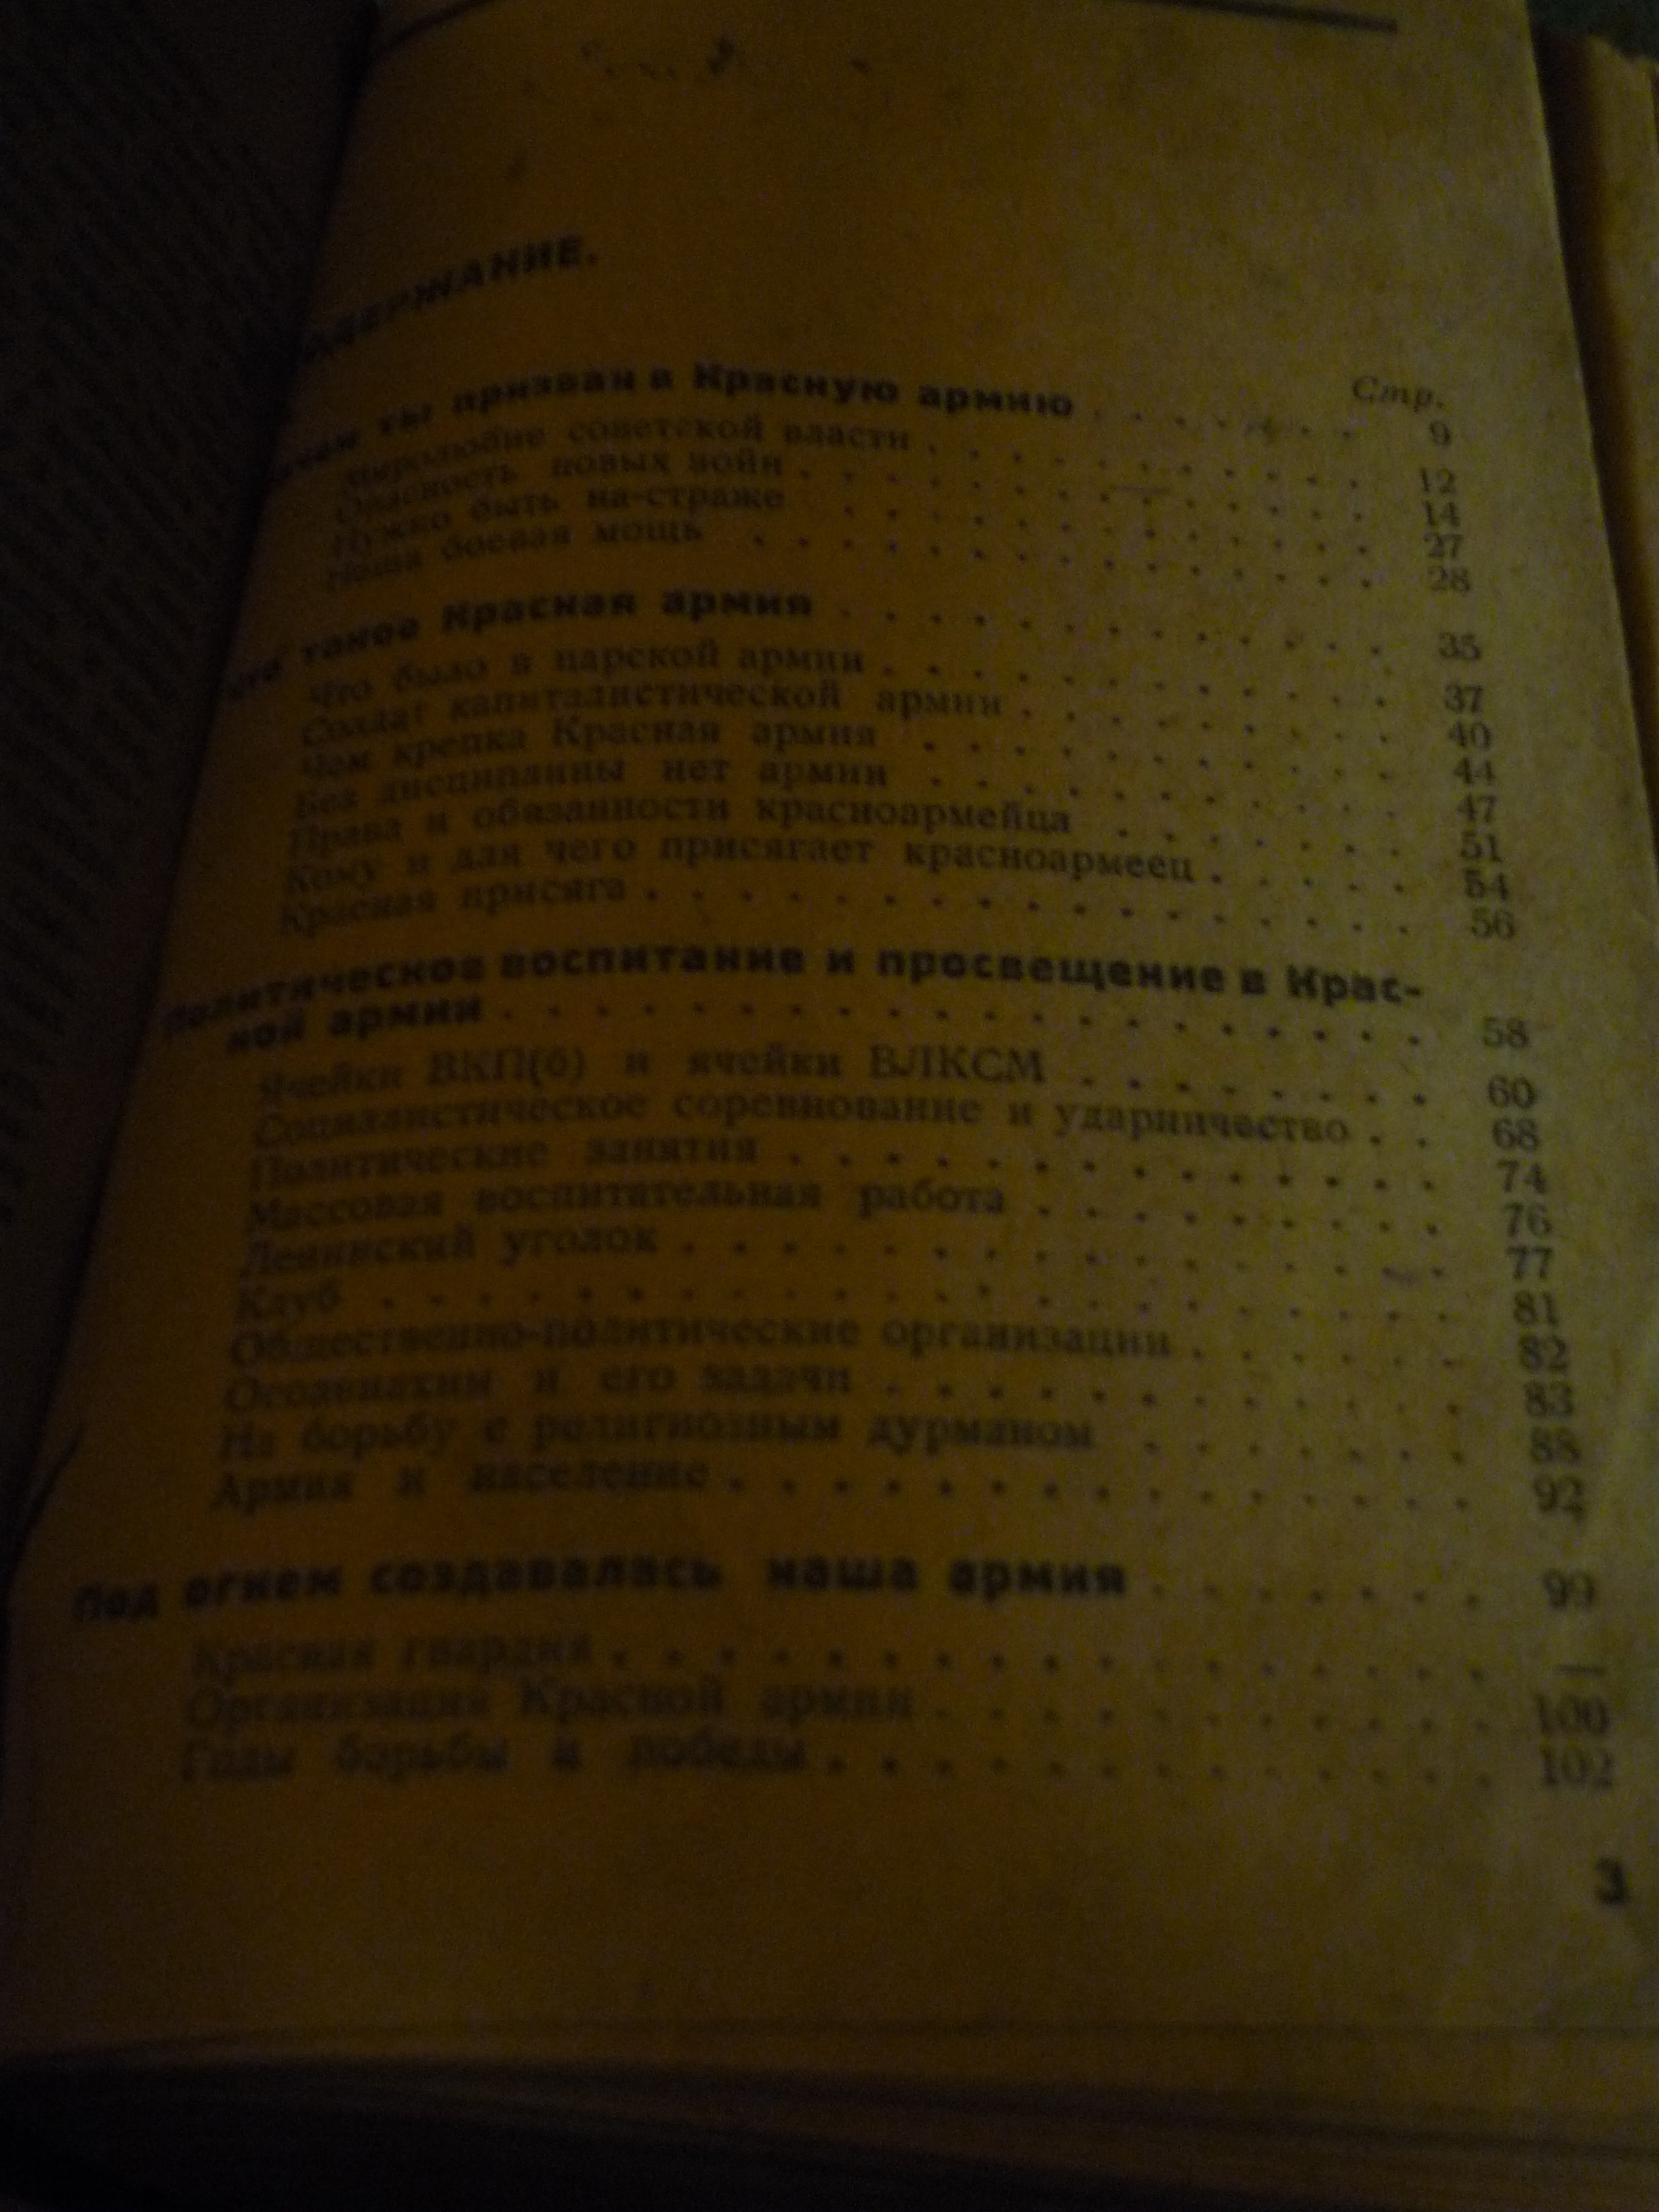 СОДЕРЖАНИЕ.
Стр.
Зачем ты призван в Красную армию . . . . . . 9
Миролюбие советской власти . . . . . . . . . 12
Опасность новых войн . . . . . . . . . . . . 14
Нужно быть на-страже . . . . . . . . . . . 27
Наша боевая мощь . . . . . . . . . . . . . 28
Что такое Красная армия . . . . . . . . . . . . 35
Что было в царской армии . . . . . . . . . . . 37
Солдат капиталистической армии . . . . . . . . 40
Чем крепка Красная армия . . . . . . . . . . 44
Без дисциплины нет армии . . . . . . . . . . 47
Права и обязанности красноармейца . . . . . . . 51
Кому и для чего присягает красноармеец . . . . . 54
Красная присяга . . . . . . . . . . . . . . . . 56
Политическое воспитание и просвещение в Крас-
ной армии . . . . . . . . . . . . . . . . . . 58
Ячейки ВКП(б) и ячейки ВЛКСМ . . . . . . . 60
Социалистическое соревнование и ударничество . . 68
Политические занятия . . . . . . . . . . . . . 74
Массовая воспитательная работа . . . . . . . . . 76
Ленинский уголок . . . . . . . . . . . . . . . 77
Клуб . . . . . . . . . . . . . . . . . . . . 81
Общественно-политические организации . . . . . . 82
Осоавиахим и его задачи . . . . . . . . . . . 83
На борьбу с религиозным дурманом . . . . . . . 88
Армия и население . . . . . . . . . . . . . . 92
Под огнем создавалась наша армия . . . . . . . 99
Красная гвардия . . . . . . . . . . . . . . . . —
Организация Красной армии . . . . . . . . . . . 100
Годы борьбы и победы . . . . . . . . . . . . . 102
3